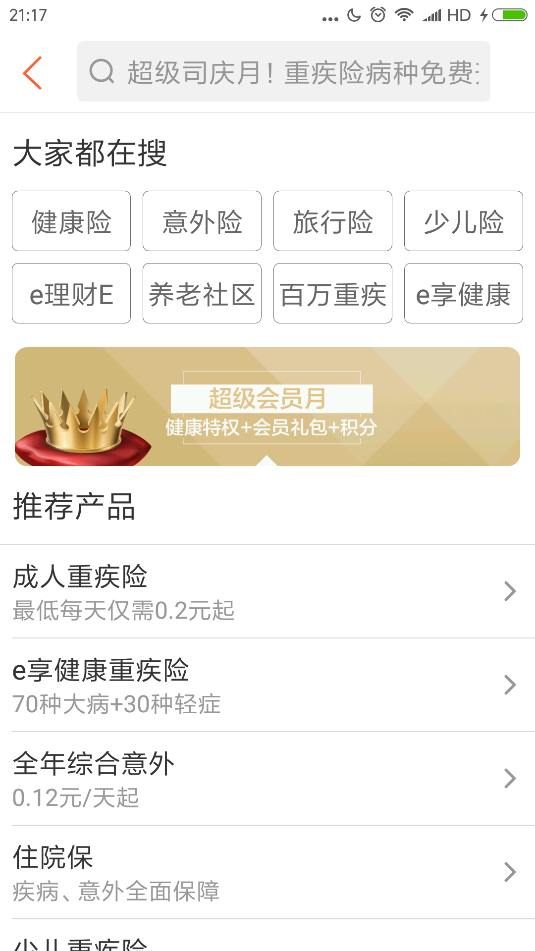 21:17
HD
超级司庆月！重疾险病种免费
大家都在搜
健康险
意外险
旅行险
少儿险
e理财E
养老社区
百万重疾
e享健康
超级会员月
健康特权+会员礼包+积分
推荐产品
成人重疾险
最低每天仅需0.2元起
e享健康重疾险
70种大病+30种轻症
全年综合意外
0.12元/天起
住院保
疾病、意外全面保障
少儿重疾险